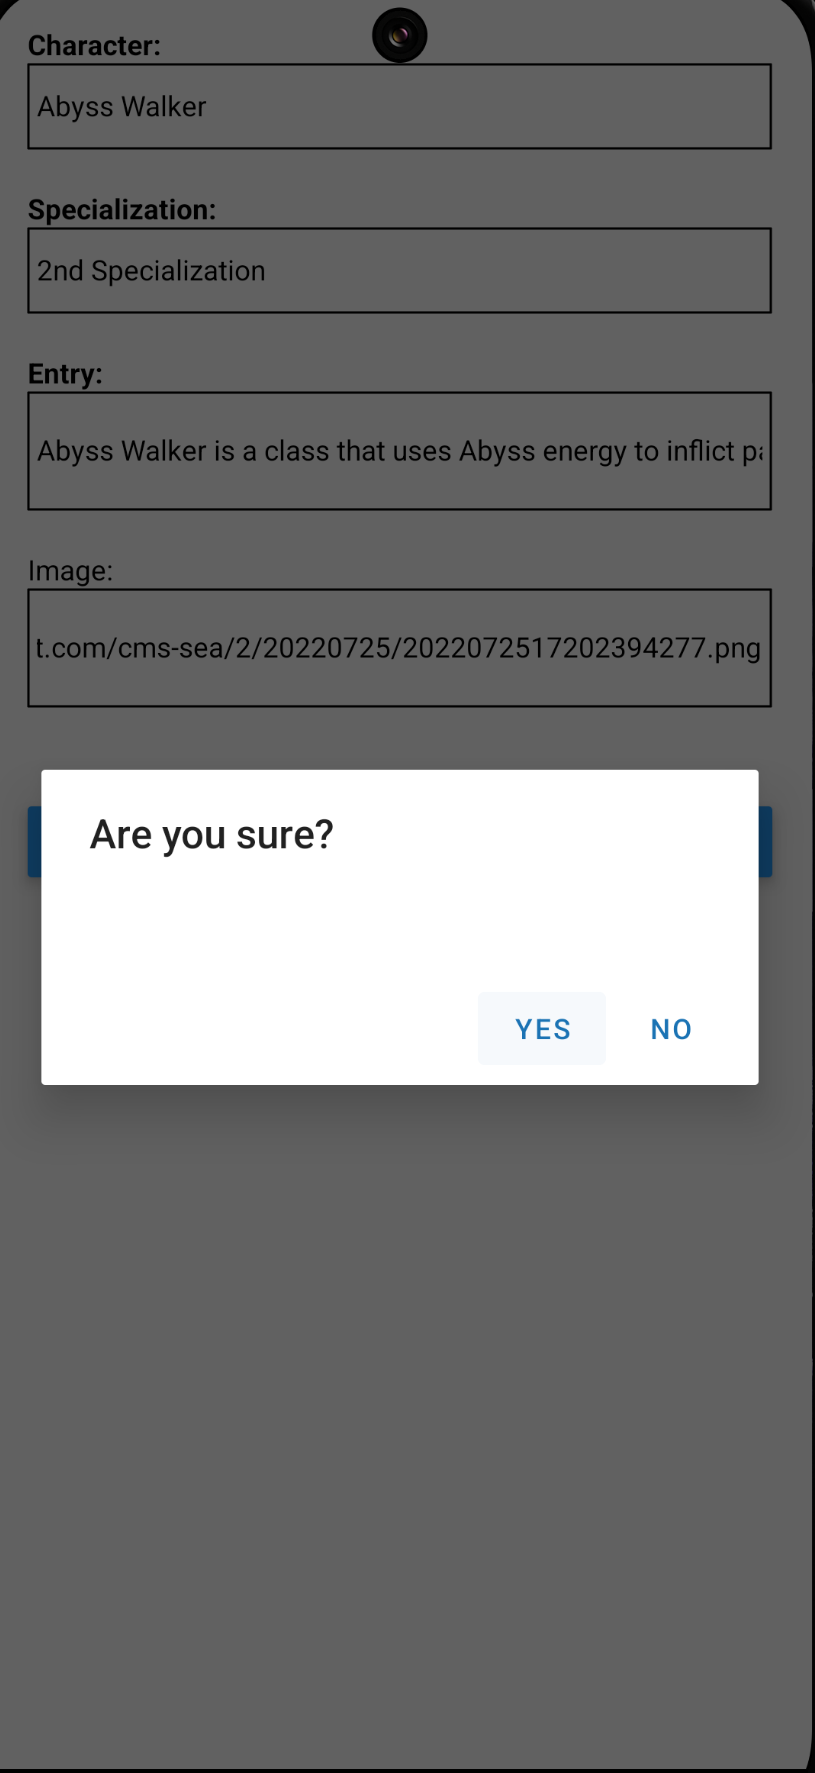 Character:
Abyss Walker
Specialization:
2nd Specialization
Entry:
Abyss Walker is a class that uses Abyss energy to inflict
Image:
t.com/cms-sea/2/20220725/2022072517202394277.png
Are you sure?
YES NO